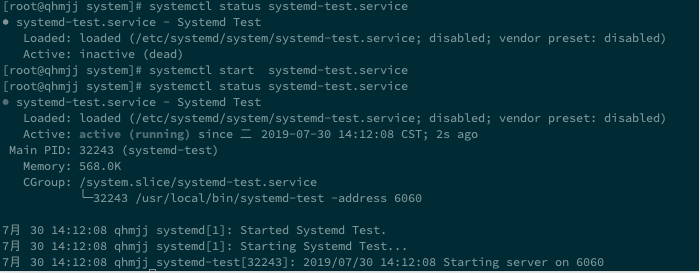 [root@qhmjj system]# systemctl status systemd-test.service
● systemd-test.service - Systemd Test
   Loaded: loaded (/etc/systemd/system/systemd-test.service; disabled; vendor preset: disabled)
   Active: inactive (dead)
[root@qhmjj system]# systemctl start  systemd-test.service
[root@qhmjj system]# systemctl status systemd-test.service
● systemd-test.service - Systemd Test
   Loaded: loaded (/etc/systemd/system/systemd-test.service; disabled; vendor preset: disabled)
   Active: active (running) since 二 2019-07-30 14:12:08 CST; 2s ago
 Main PID: 32243 (systemd-test)
   Memory: 568.0K
   CGroup: /system.slice/systemd-test.service
           └─32243 /usr/local/bin/systemd-test -address 6060

7月 30 14:12:08 qhmjj systemd[1]: Started Systemd Test.
7月 30 14:12:08 qhmjj systemd[1]: Starting Systemd Test...
7月 30 14:12:08 qhmjj systemd-test[32243]: 2019/07/30 14:12:08 Starting server on 6060